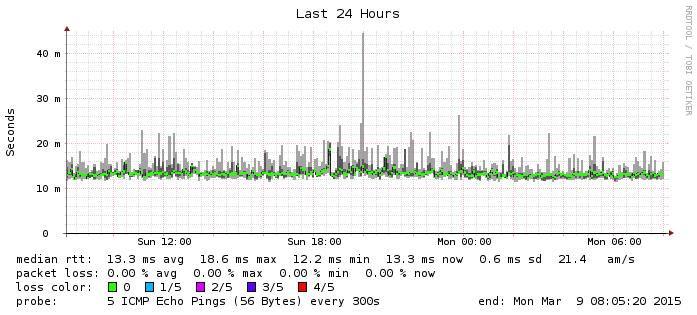 Last 24 Hours
RRDTOOL / TOBI OETIKER
Seconds
40 m
30 m
20 m
10 m
0
Sun 12:00 Sun 18:00 Mon 00:00 Mon 06:00
median rtt: 13.3 ms avg 18.6 ms max 12.2 ms min 13.3 ms now 0.6 ms sd 21.4 am/s
packet loss: 0.00 % avg 0.00 % max 0.00 % min 0.00 % now
loss color: 0 1/5 2/5 3/5 4/5
probe: 5 ICMP Echo Pings (56 Bytes) every 300s end: Mon Mar 9 08:05:20 2015